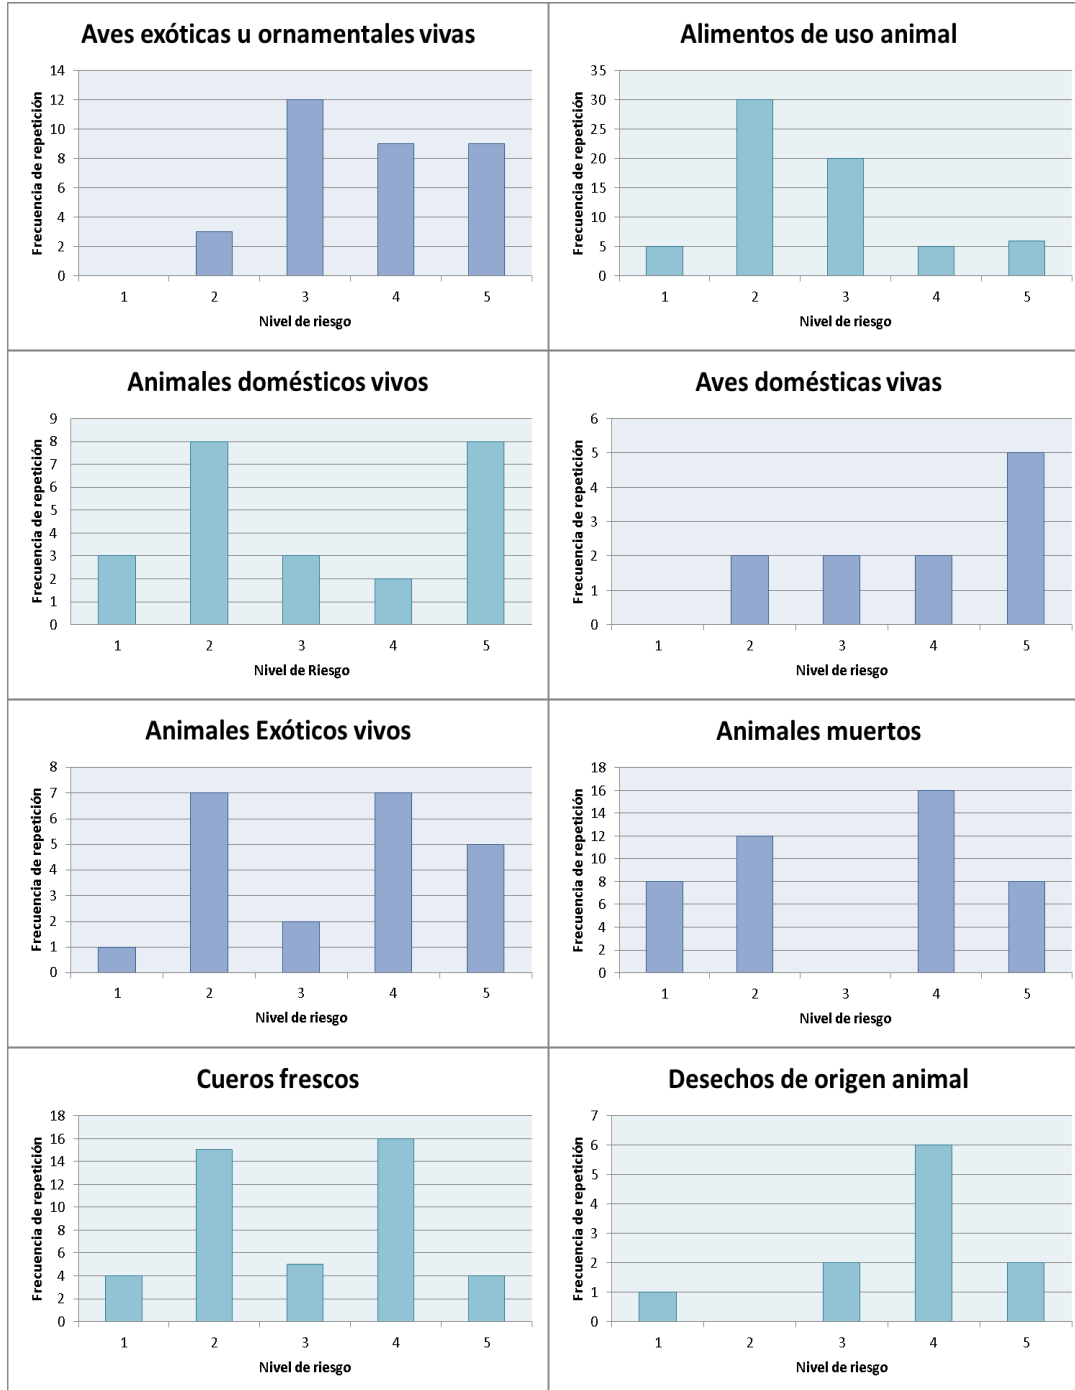 Aves exóticas u ornamentales vivas
Frecuencia de repetición
14
12
10
8
6
4
2
0
1 2 3 4 5
Nivel de riesgo
Alimentos de uso animal
Frecuencia de repetición
35
30
25
20
15
10
5
0
1 2 3 4 5
Nivel de riesgo
Animales domésticos vivos
Frecuencia de repetición
9
8
7
6
5
4
3
2
1
0
1 2 3 4 5
Nivel de Riesgo
Aves domésticas vivas
Frecuencia de repetición
6
5
4
3
2
1
0
1 2 3 4 5
Nivel de riesgo
Animales Exóticos vivos
Frecuencia de repetición
8
7
6
5
4
3
2
1
0
1 2 3 4 5
Nivel de riesgo
Animales muertos
Frecuencia de repetición
18
16
14
12
10
8
6
4
2
0
1 2 3 4 5
Nivel de riesgo
Cueros frescos
Frecuencia de repetición
18
16
14
12
10
8
6
4
2
0
1 2 3 4 5
Nivel de riesgo
Desechos de origen animal
Frecuencia de repetición
7
6
5
4
3
2
1
0
1 2 3 4 5
Nivel de riesgo